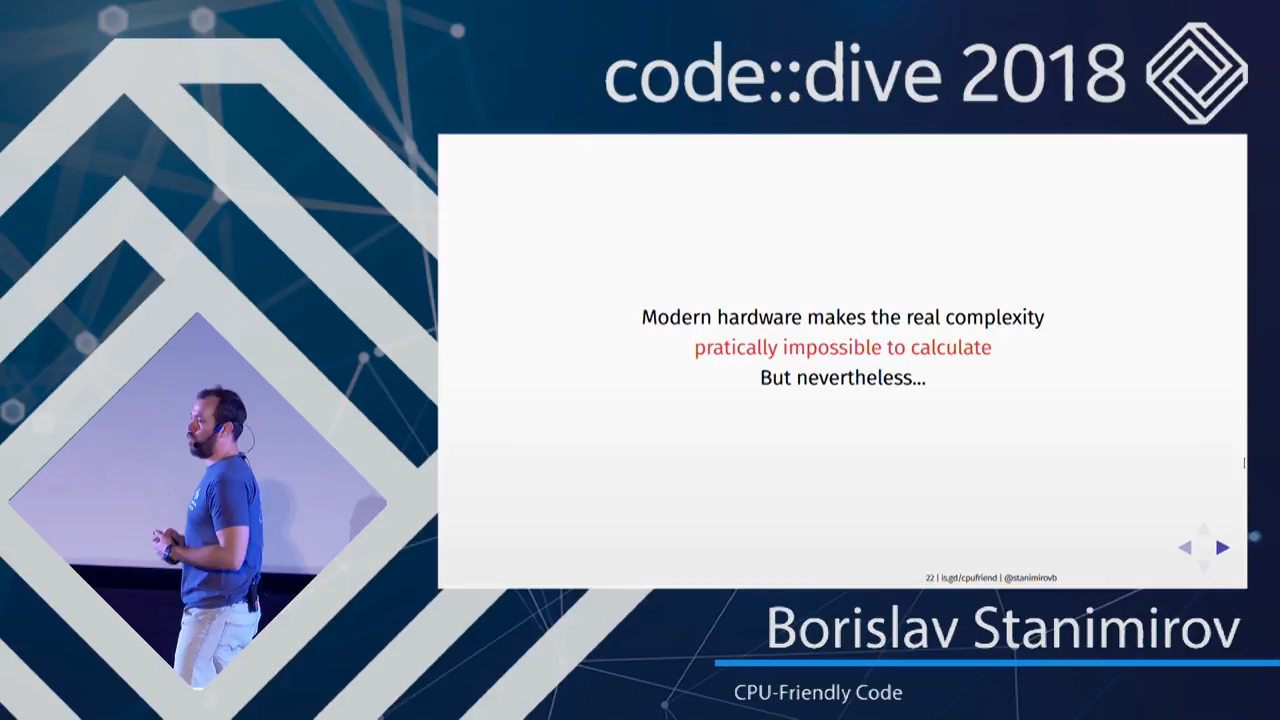 code::dive 2018
Modern hardware makes the real complexity
pratically impossible to calculate
But nevertheless...
22 | is.gd/cpufriend | @stanimirovb
Borislav Stanimirov
CPU-Friendly Code